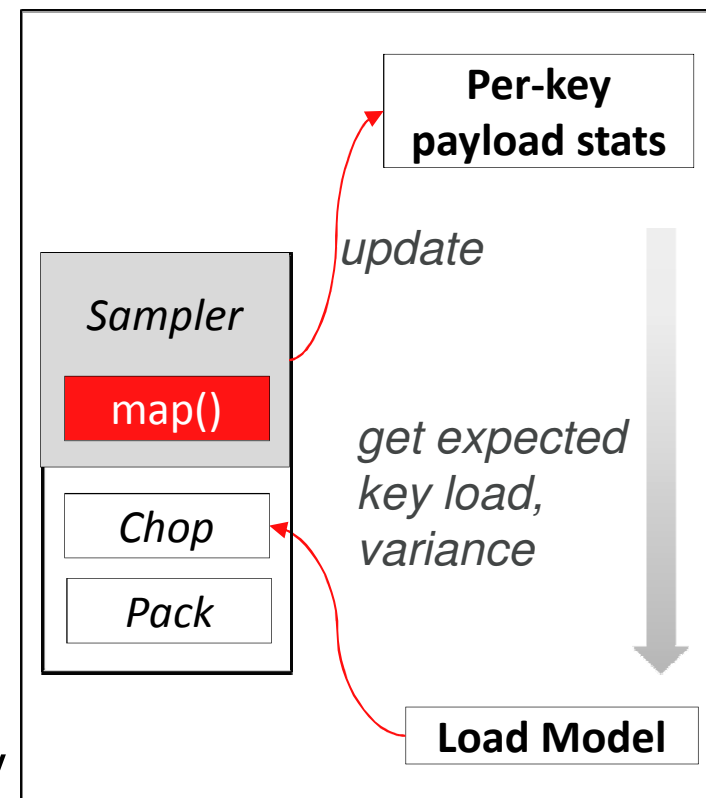 Per-key
payload stats
update
Sampler
map()
get expected
key load,
variance
Chop
Pack
Load Model